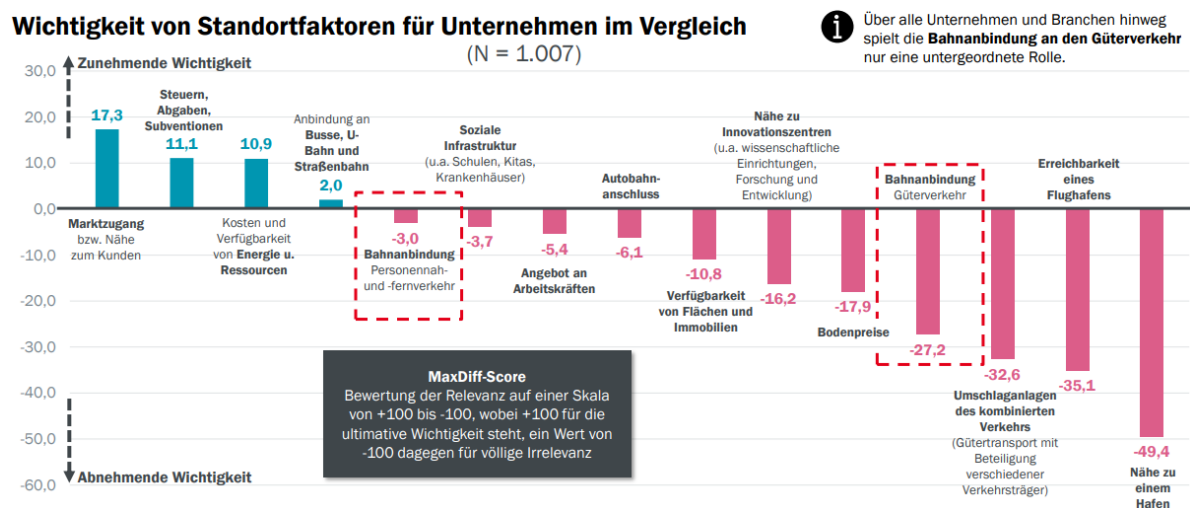 Wichtigkeit von Standortfaktoren für Unternehmen im Vergleich
(N = 1.007)
Über alle Unternehmen und Branchen hinweg
spielt die Bahnanbindung an den Güterverkehr
nur eine untergeordnete Rolle.
Zunehmende Wichtigkeit
30,0
20,0
10,0
0,0
-10,0
-20,0
-30,0
-40,0
-50,0
-60,0
Abnehmende Wichtigkeit
17,3
Marktzugang
bzw. Nähe
zum Kunden
Steuern,
Abgaben,
Subventionen
11,1
10,9
Kosten und
Verfügbarkeit
von Energie u.
Ressourcen
Anbindung an
Busse, U-
Bahn und
Straßenbahn
2,0
-3,0
Bahnanbindung
Personennah-
und -fernverkehr
Soziale
Infrastruktur
(u.a. Schulen, Kitas,
Krankenhäuser)
-3,7
-5,4
Angebot an
Arbeitskräften
Autobahn-
anschluss
-6,1
-10,8
Verfügbarkeit
von Flächen und
Immobilien
Nähe zu
Innovationszentren
(u.a. wissenschaftliche
Einrichtungen,
Forschung und
Entwicklung)
-16,2
-17,9
Bodenpreise
Bahnanbindung
Güterverkehr
-27,2
-32,6
Umschlaganlagen
des kombinierten
Verkehrs
(Gütertransport mit
Beteiligung
verschiedener
Verkehrsträger)
Erreichbarkeit
eines
Flughafens
-35,1
-49,4
Nähe zu
einem
Hafen
MaxDiff-Score
Bewertung der Relevanz auf einer Skala
von +100 bis -100, wobei +100 für die
ultimative Wichtigkeit steht, ein Wert von
-100 dagegen für völlige Irrelevanz